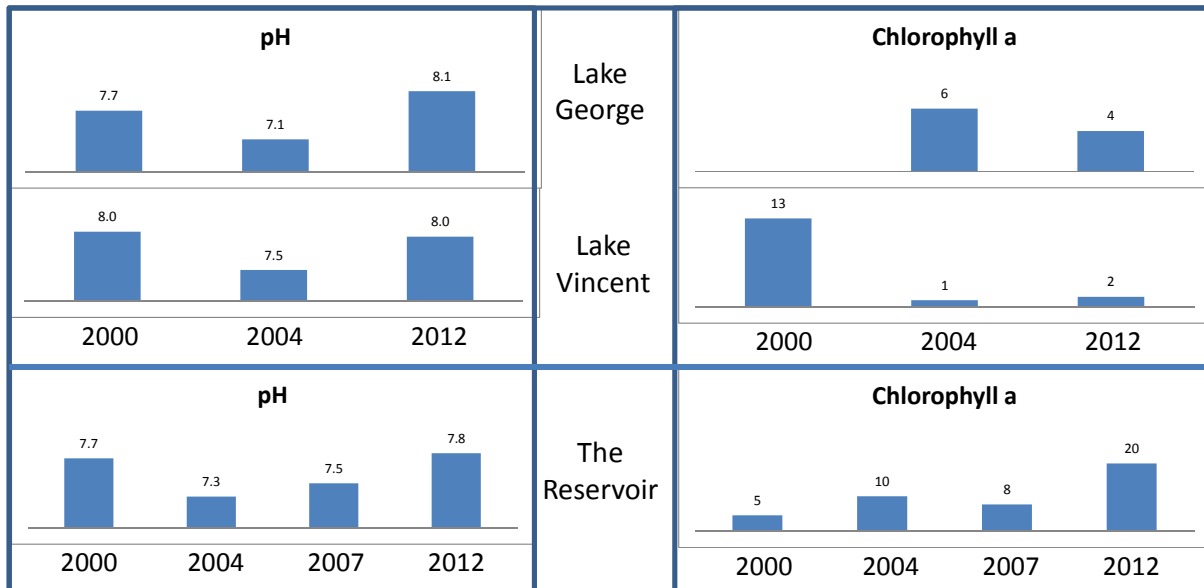 pH
7.7
7.1
8.1
Lake
George
Chlorophyll a
6
4
8.0
7.5
8.0
2000 2004 2012
Lake
Vincent
13
1
2
2000 2004 2012
pH
7.7
7.3
7.5
7.8
2000 2004 2007 2012
The
Reservoir
Chlorophyll a
5
10
8
20
2000 2004 2007 2012